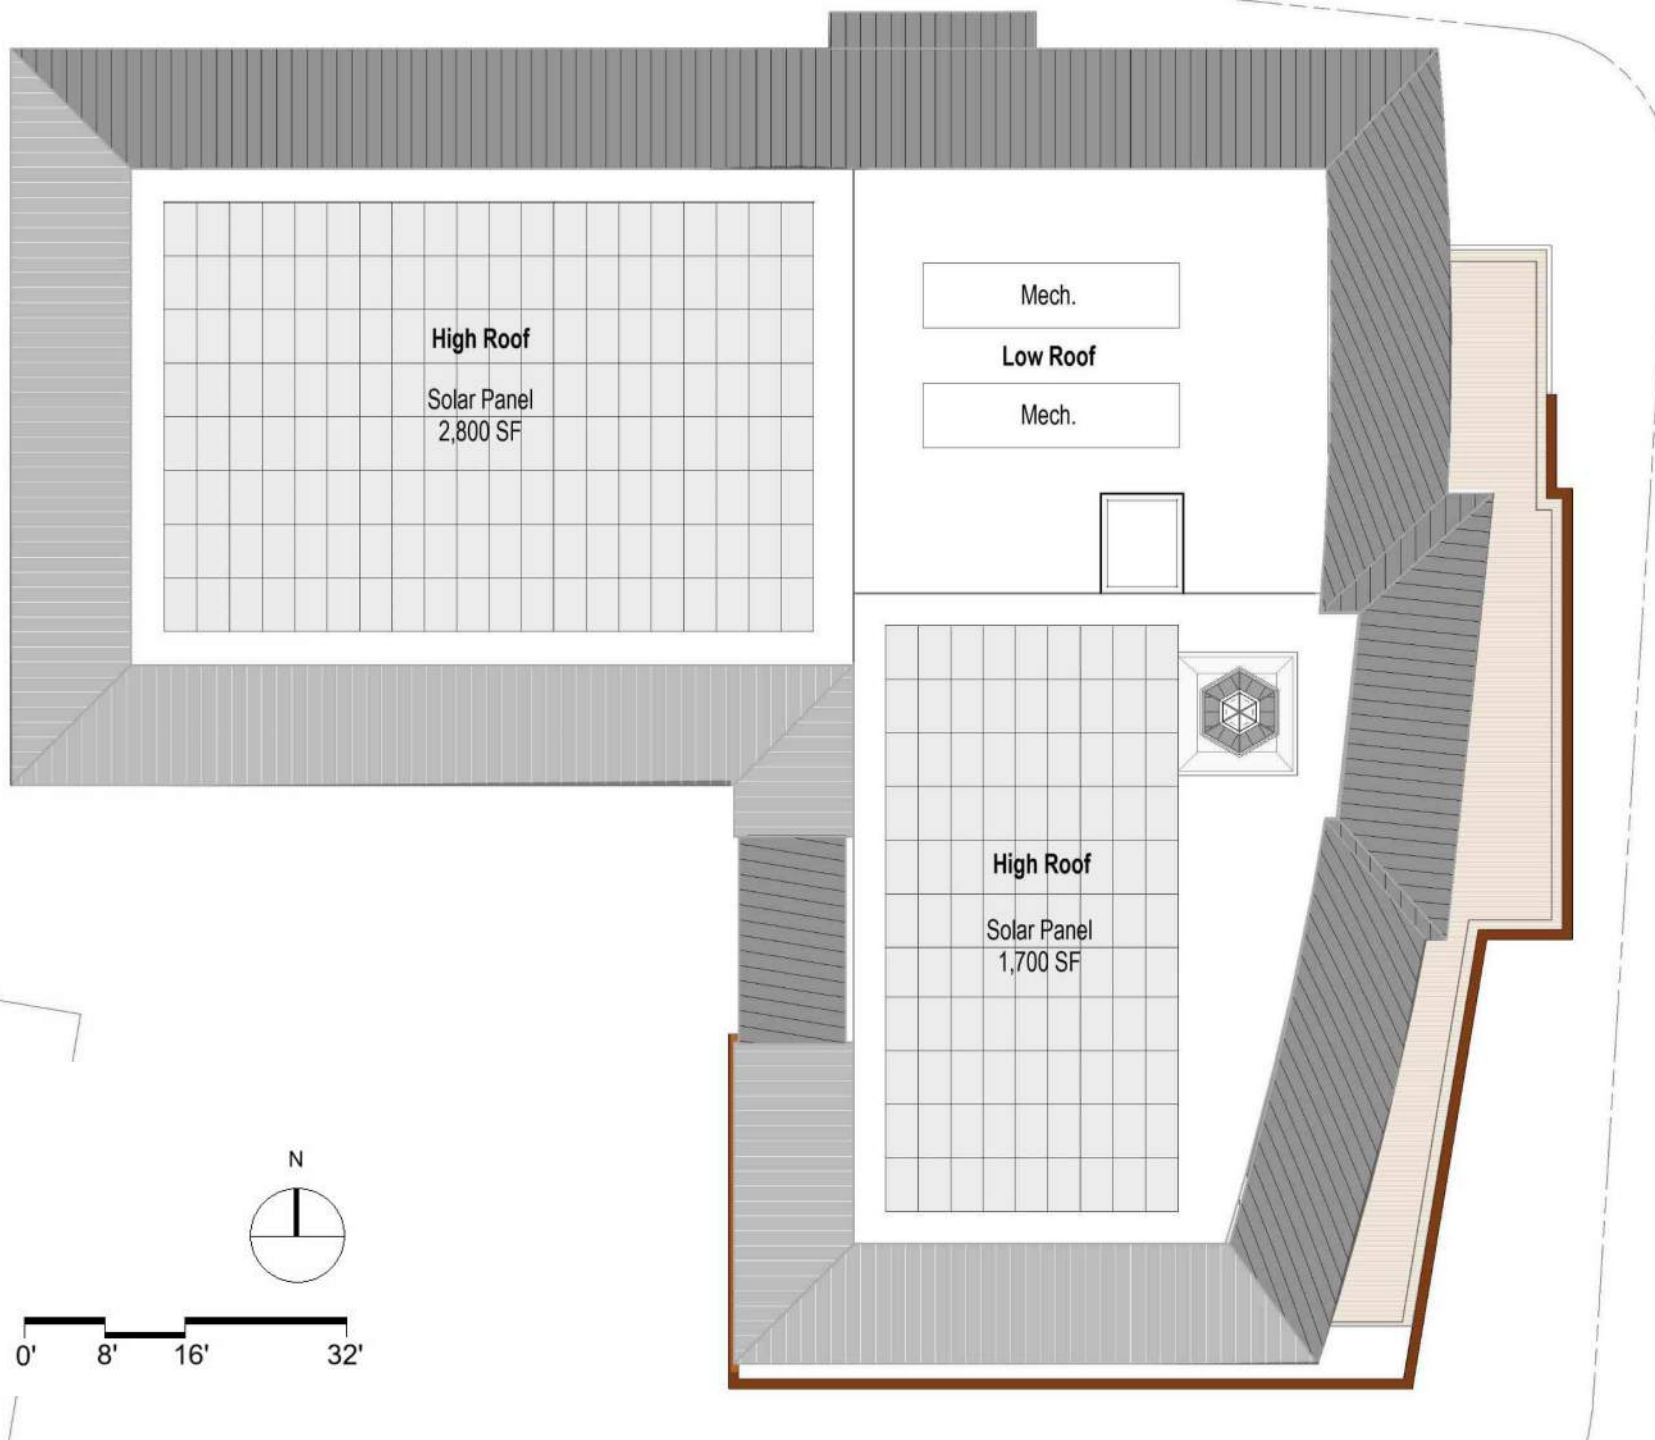 Mech.
High Roof
Low Roof
Solar Panel
2,800 SF
Mech.
High Roof
Solar Panel
1,700 SF
N
0' 8' 16' 32'